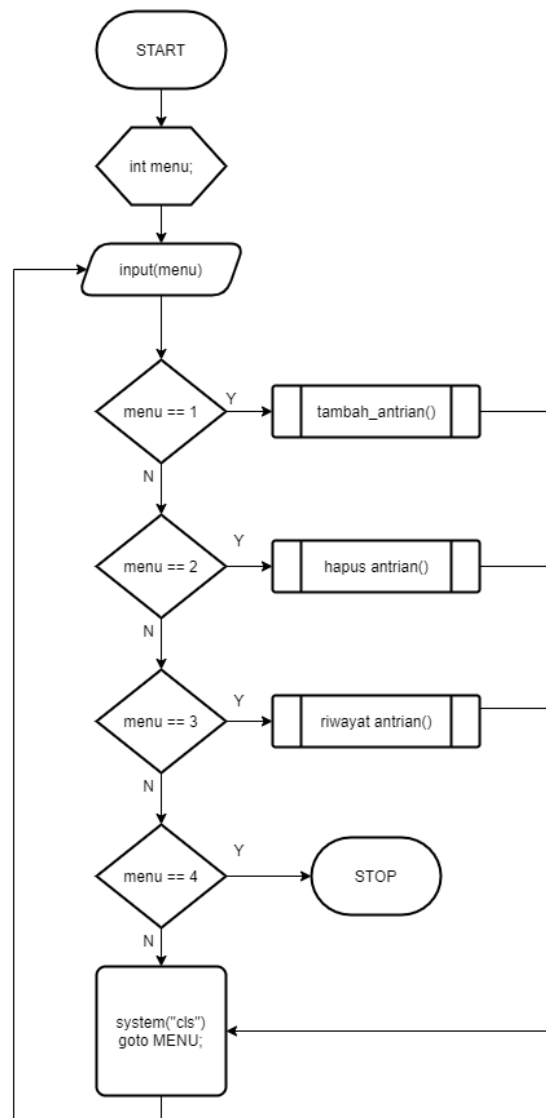 START
int menu;
input(menu)
menu == 1
Y
tambah_antrian()
N
menu == 2
Y
hapus antrian()
N
menu == 3
Y
riwayat antrian()
N
menu == 4
Y
STOP
N
system("cls")
goto MENU;